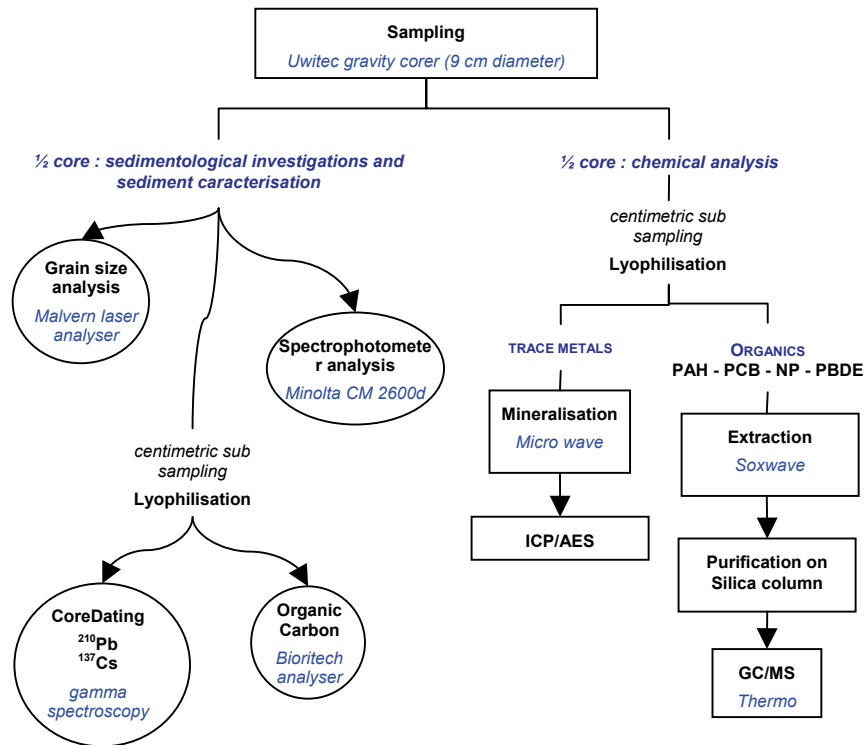 Sampling
Uwitec gravity corer (9 cm diameter)
½ core : sedimentological investigations and
sediment caracterisation
Grain size
analysis
Malvern laser
analyser
Spectrophotomete
r analysis
Minolta CM 2600d
centimetric sub
sampling
Lyophilisation
CoreDating
²¹⁰Pb
¹³⁷Cs
gamma
spectroscopy
Organic
Carbon
Bioritech
analyser
½ core : chemical analysis
centimetric sub
sampling
Lyophilisation
TRACE METALS
Mineralisation
Micro wave
ICP/AES
ORGANICS
PAH - PCB - NP - PBDE
Extraction
Soxwave
Purification on
Silica column
GC/MS
Thermo